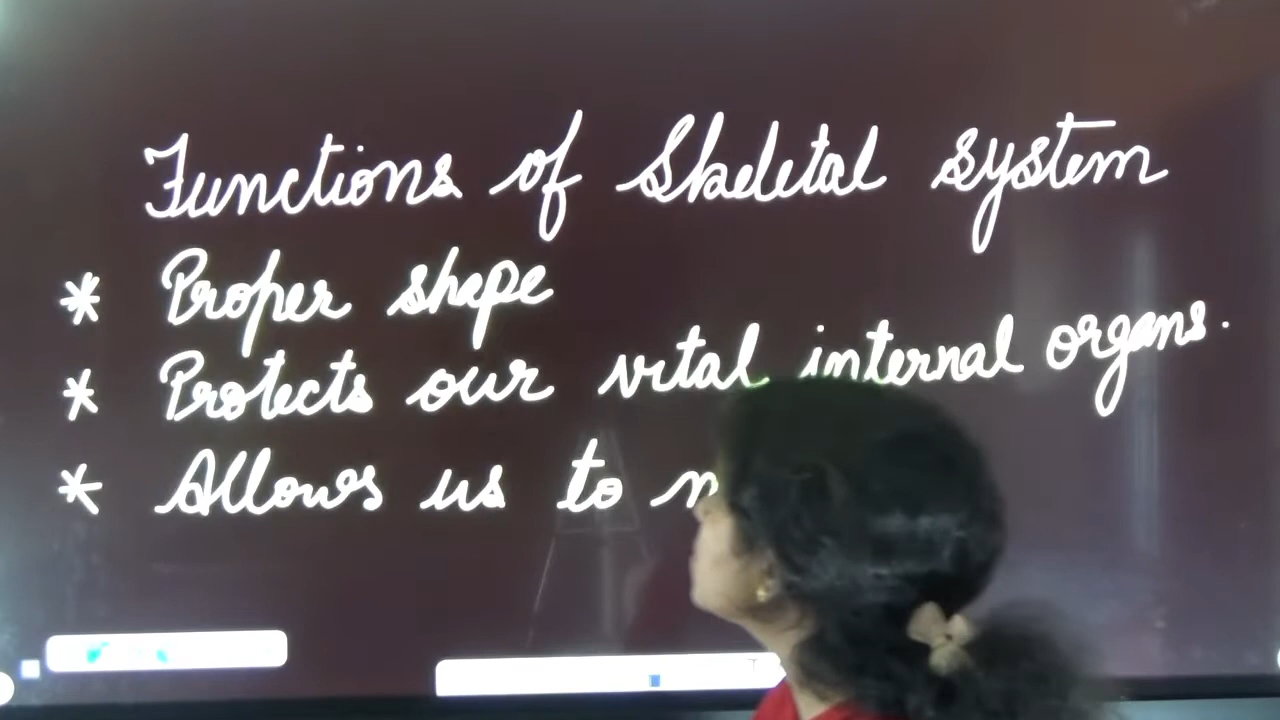 Functions of Skeletal system
* Proper shape
* Protects our vital internal organs.
* Allows us to